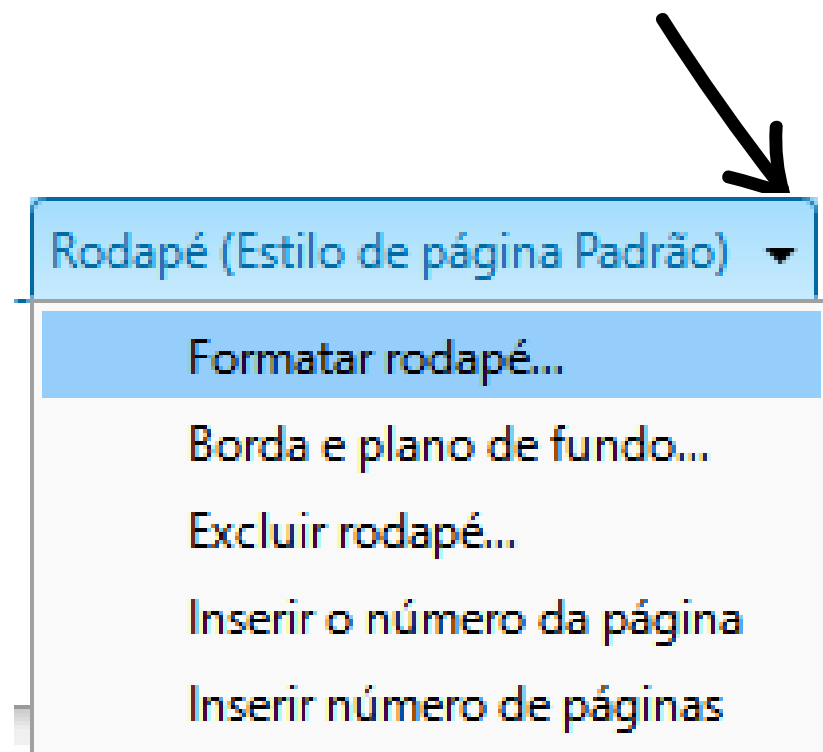 Rodapé (Estilo de página Padrão)
Formatar rodapé...
Borda e plano de fundo...
Excluir rodapé...
Inserir o número da página
Inserir número de páginas